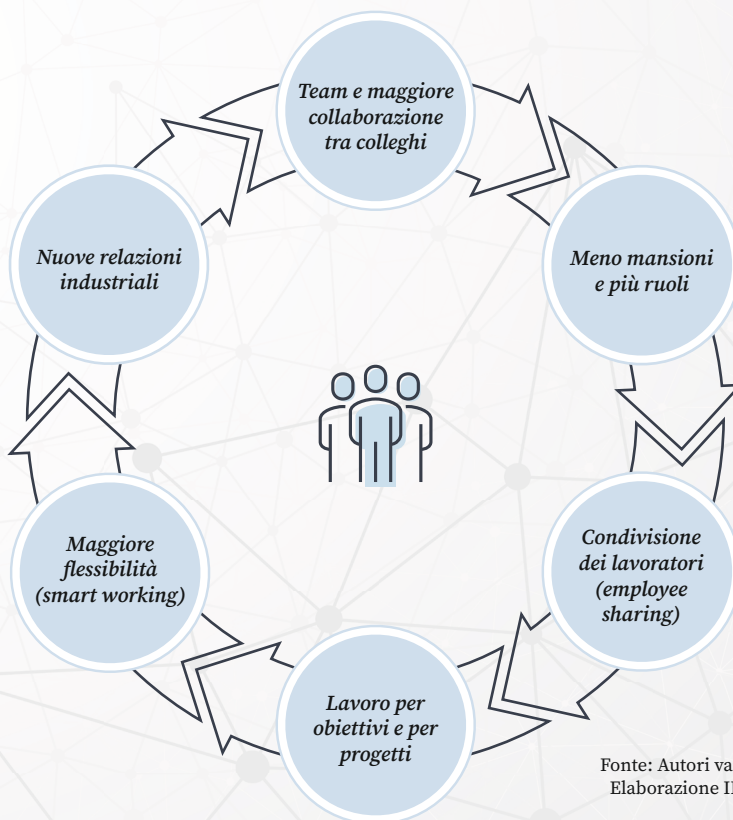 Team e maggiore
collaborazione
tra colleghi
Meno mansioni
e più ruoli
Condivisione
dei lavoratori
(employee
sharing)
Lavoro per
obiettivi e per
progetti
Maggiore
flessibilità
(smart working)
Nuove relazioni
industriali
Fonte: Autori
Elaborazione